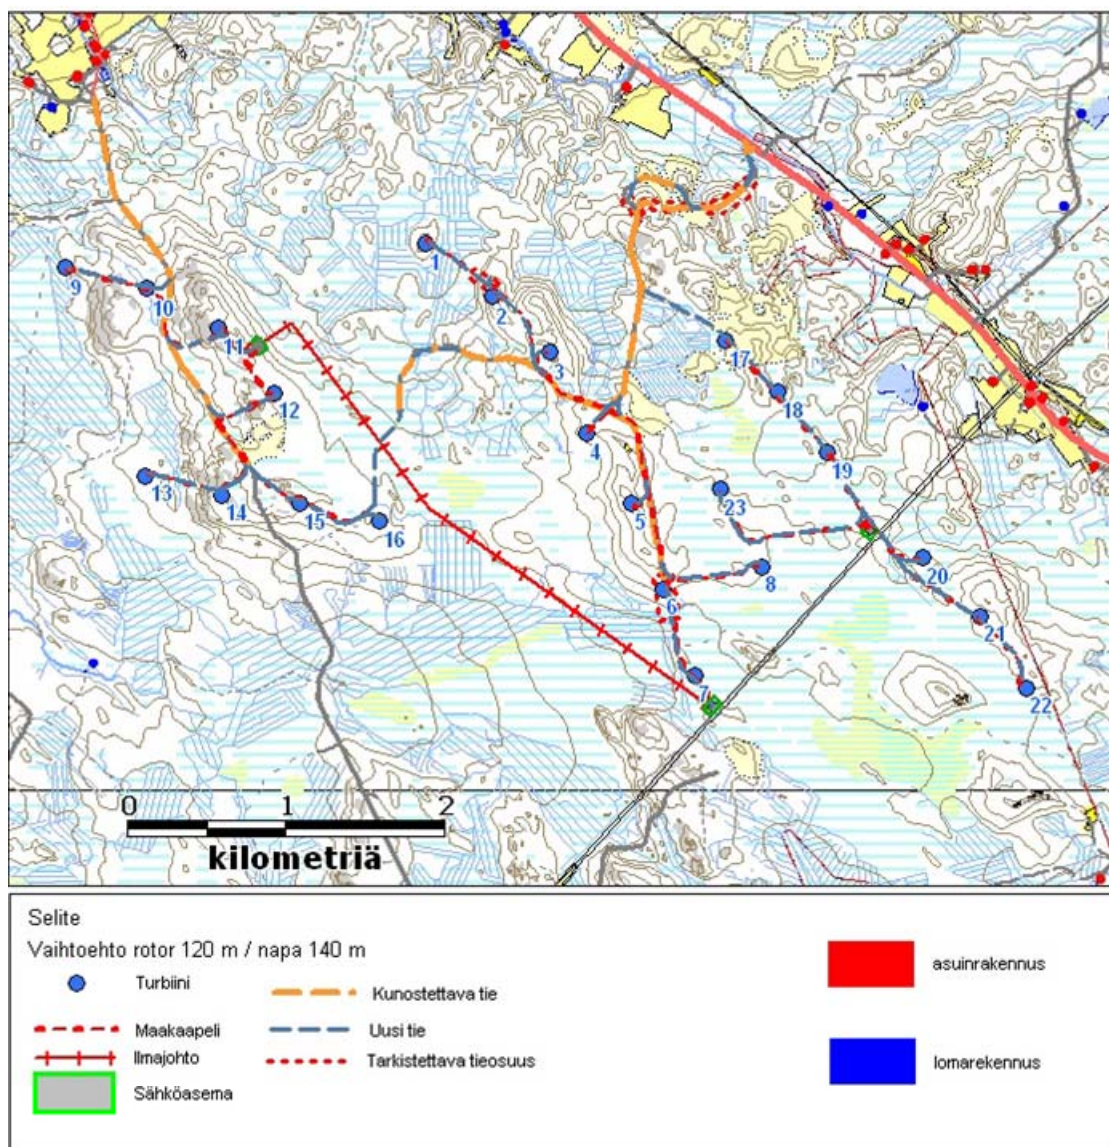 1
9
10
2
11
3
17
12
18
4
19
13
14
15
16
5
23
20
8
6
21
7
22
0 1 2
kilometriä
Selite
Vaihtoehto rotor 120 m / napa 140 m
Turbiini
Kunostettava tie
asuinrakennus
Maakaapeli
Uusi tie
Ilmajohto
Tarkistettava tieosuus
lomarekennus
Sähköasema